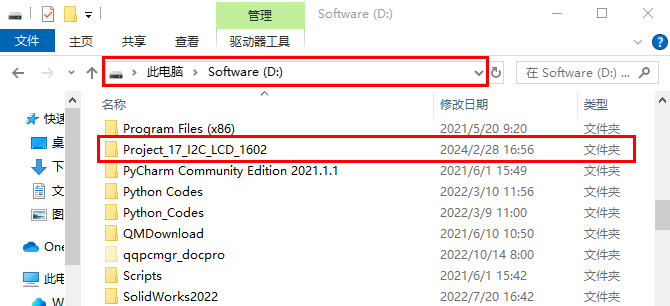 管理 Software (D:)
文件 主页 共享 查看 驱动器工具
此电脑 Software (D:) 在 Software (D:) ...
名称 修改日期 类型
快速
Program Files (x86) 2021/5/20 9:20 文件夹
Project_17_I2C_LCD_1602 2024/2/28 16:56 文件夹
PyCharm Community Edition 2021.1.1 2021/6/1 15:49 文件夹
下 Python Codes 2022/3/10 11:56 文件夹
文 Python_Codes 2022/3/9 11:00 文件夹
图 QMDownload 2021/6/10 10:50 文件夹
One qqpcmgr_docpro 2022/10/14 8:00 文件夹
此电 Scripts 2021/6/1 15:42 文件夹
SolidWorks2022 2022/7/20 16:42 文件夹